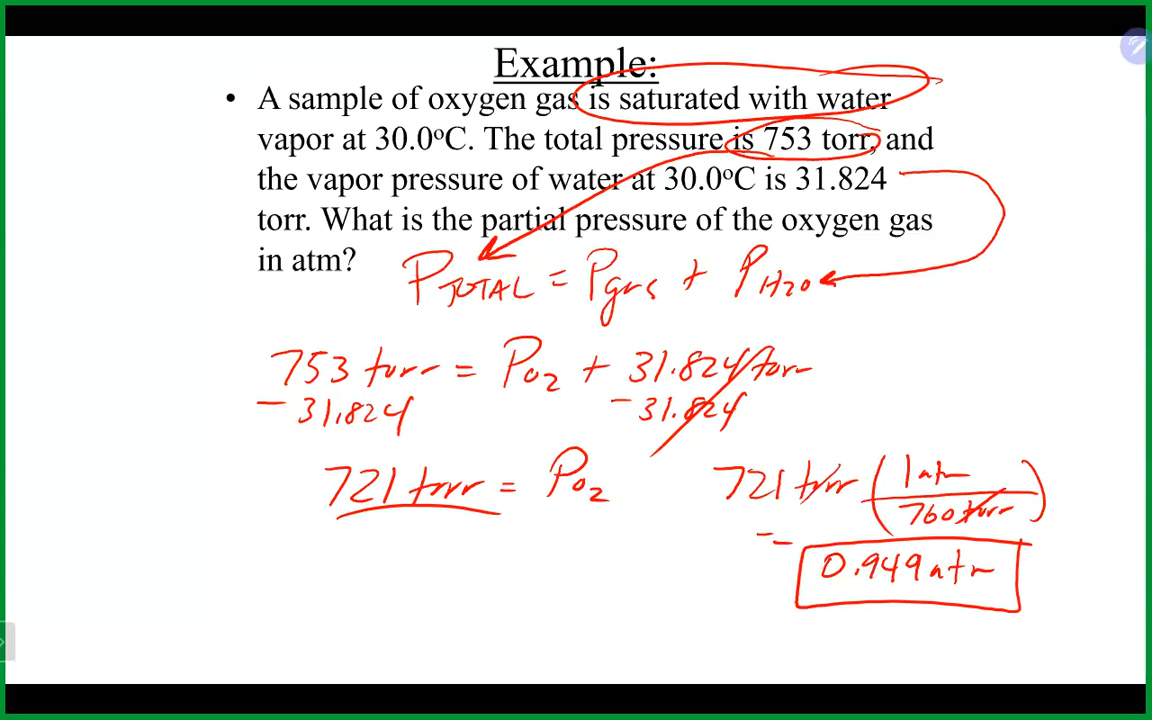 Example:
• A sample of oxygen gas is saturated with water
vapor at 30.0°C. The total pressure is 753 torr, and
the vapor pressure of water at 30.0°C is 31.824
torr. What is the partial pressure of the oxygen gas
in atm?
PTOTAL = Pgas + PH2O
753 torr = PO2 + 31.824 torr
- 31.824 - 31.824
721 torr = PO2 721 torr (1 atm / 760 torr)
= 0.949 atm